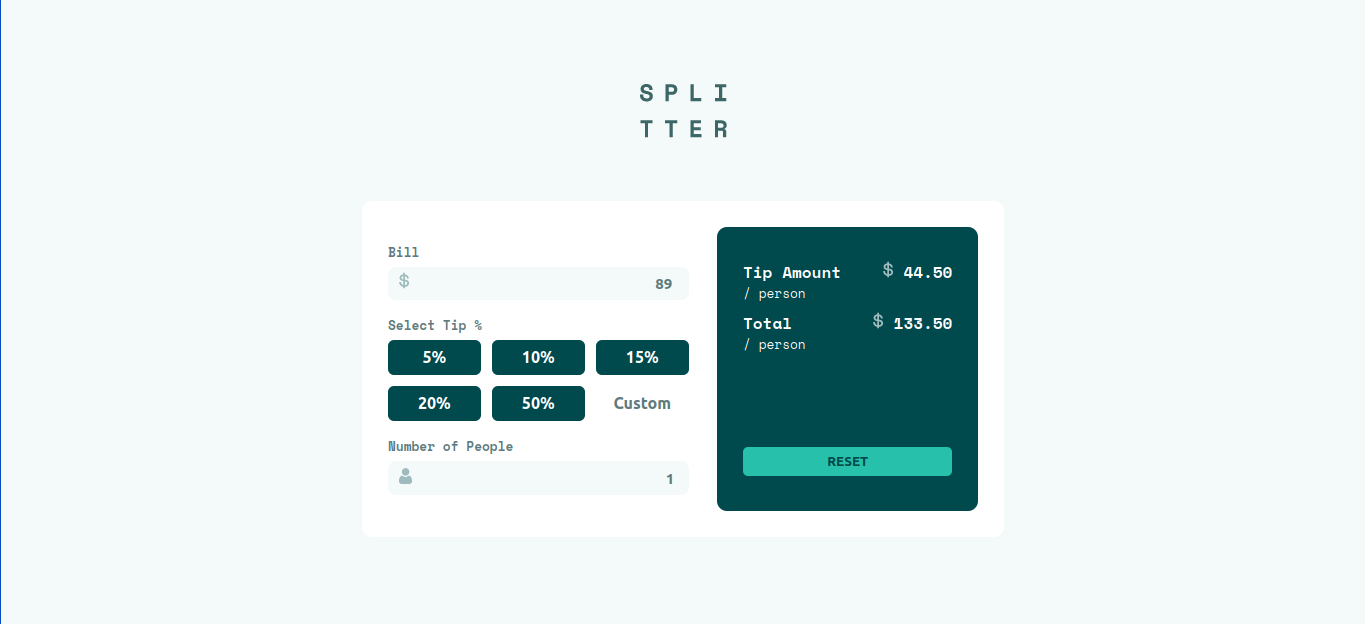 SPLI
TTER
Bill
$ 89
Select Tip %
5% 10% 15%
20% 50% Custom
Number of People
1
Tip Amount $ 44.50
/ person
Total $ 133.50
/ person
RESET